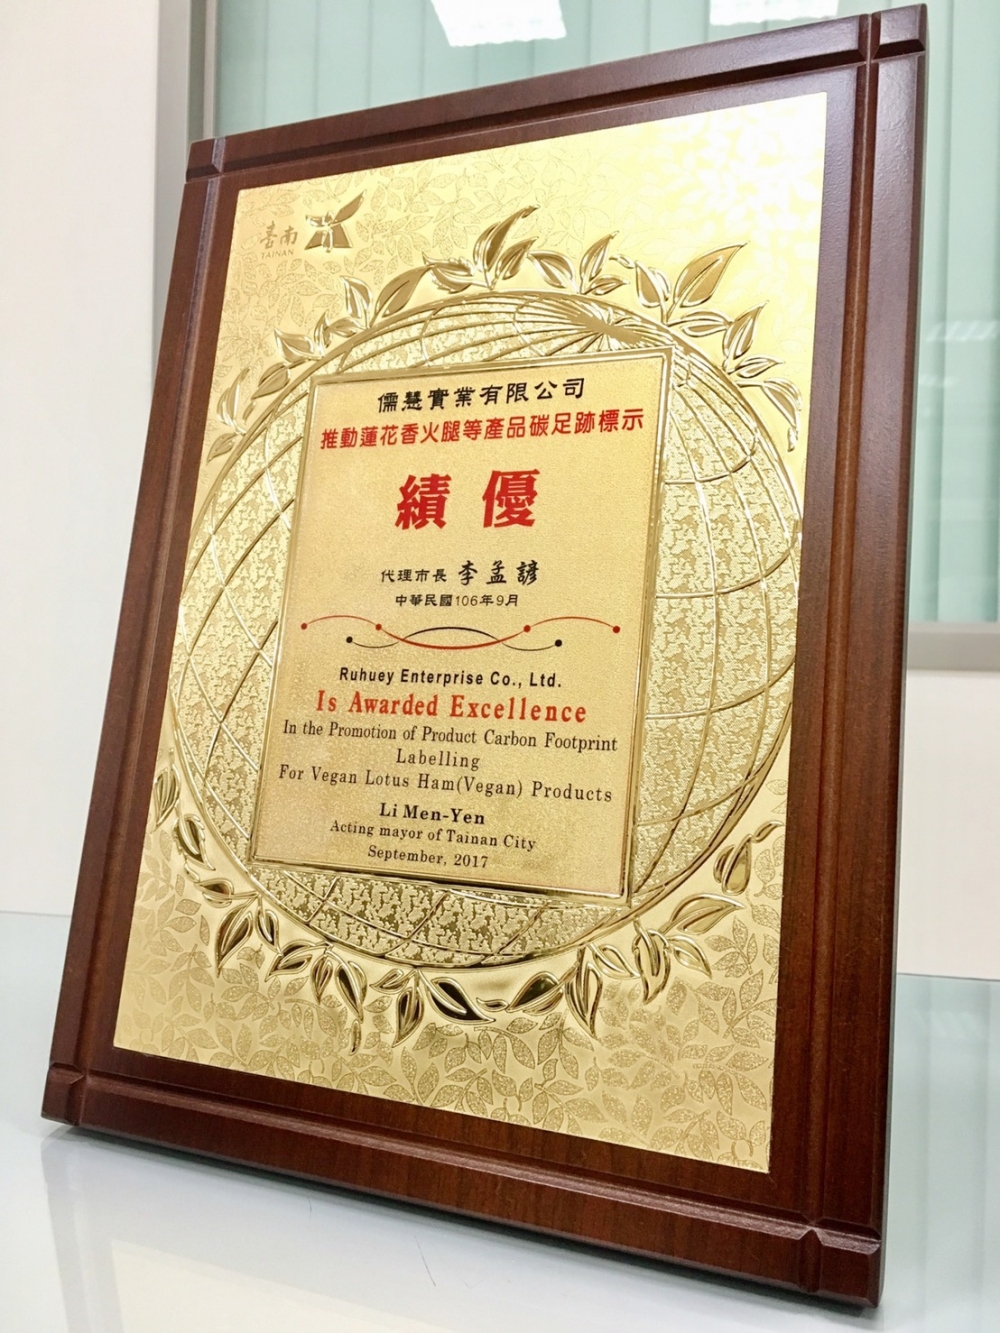 臺南
TAINAN
儒慧實業有限公司
推動蓮花香火腿等產品碳足跡標示
績優
代理市長 李孟諺
中華民國106年9月
Ruhuey Enterprise Co., Ltd.
Is Awarded Excellence
In the Promotion of Product Carbon Footprint
Labelling
For Vegan Lotus Ham(Vegan) Products
Li Men-Yen
Acting mayor of Tainan City
September, 2017